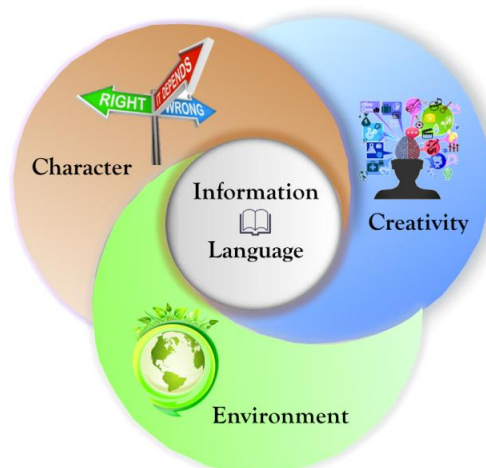 RIGHT
IT DEPENDS
WRONG
Character
Information
Language
Creativity
Environment